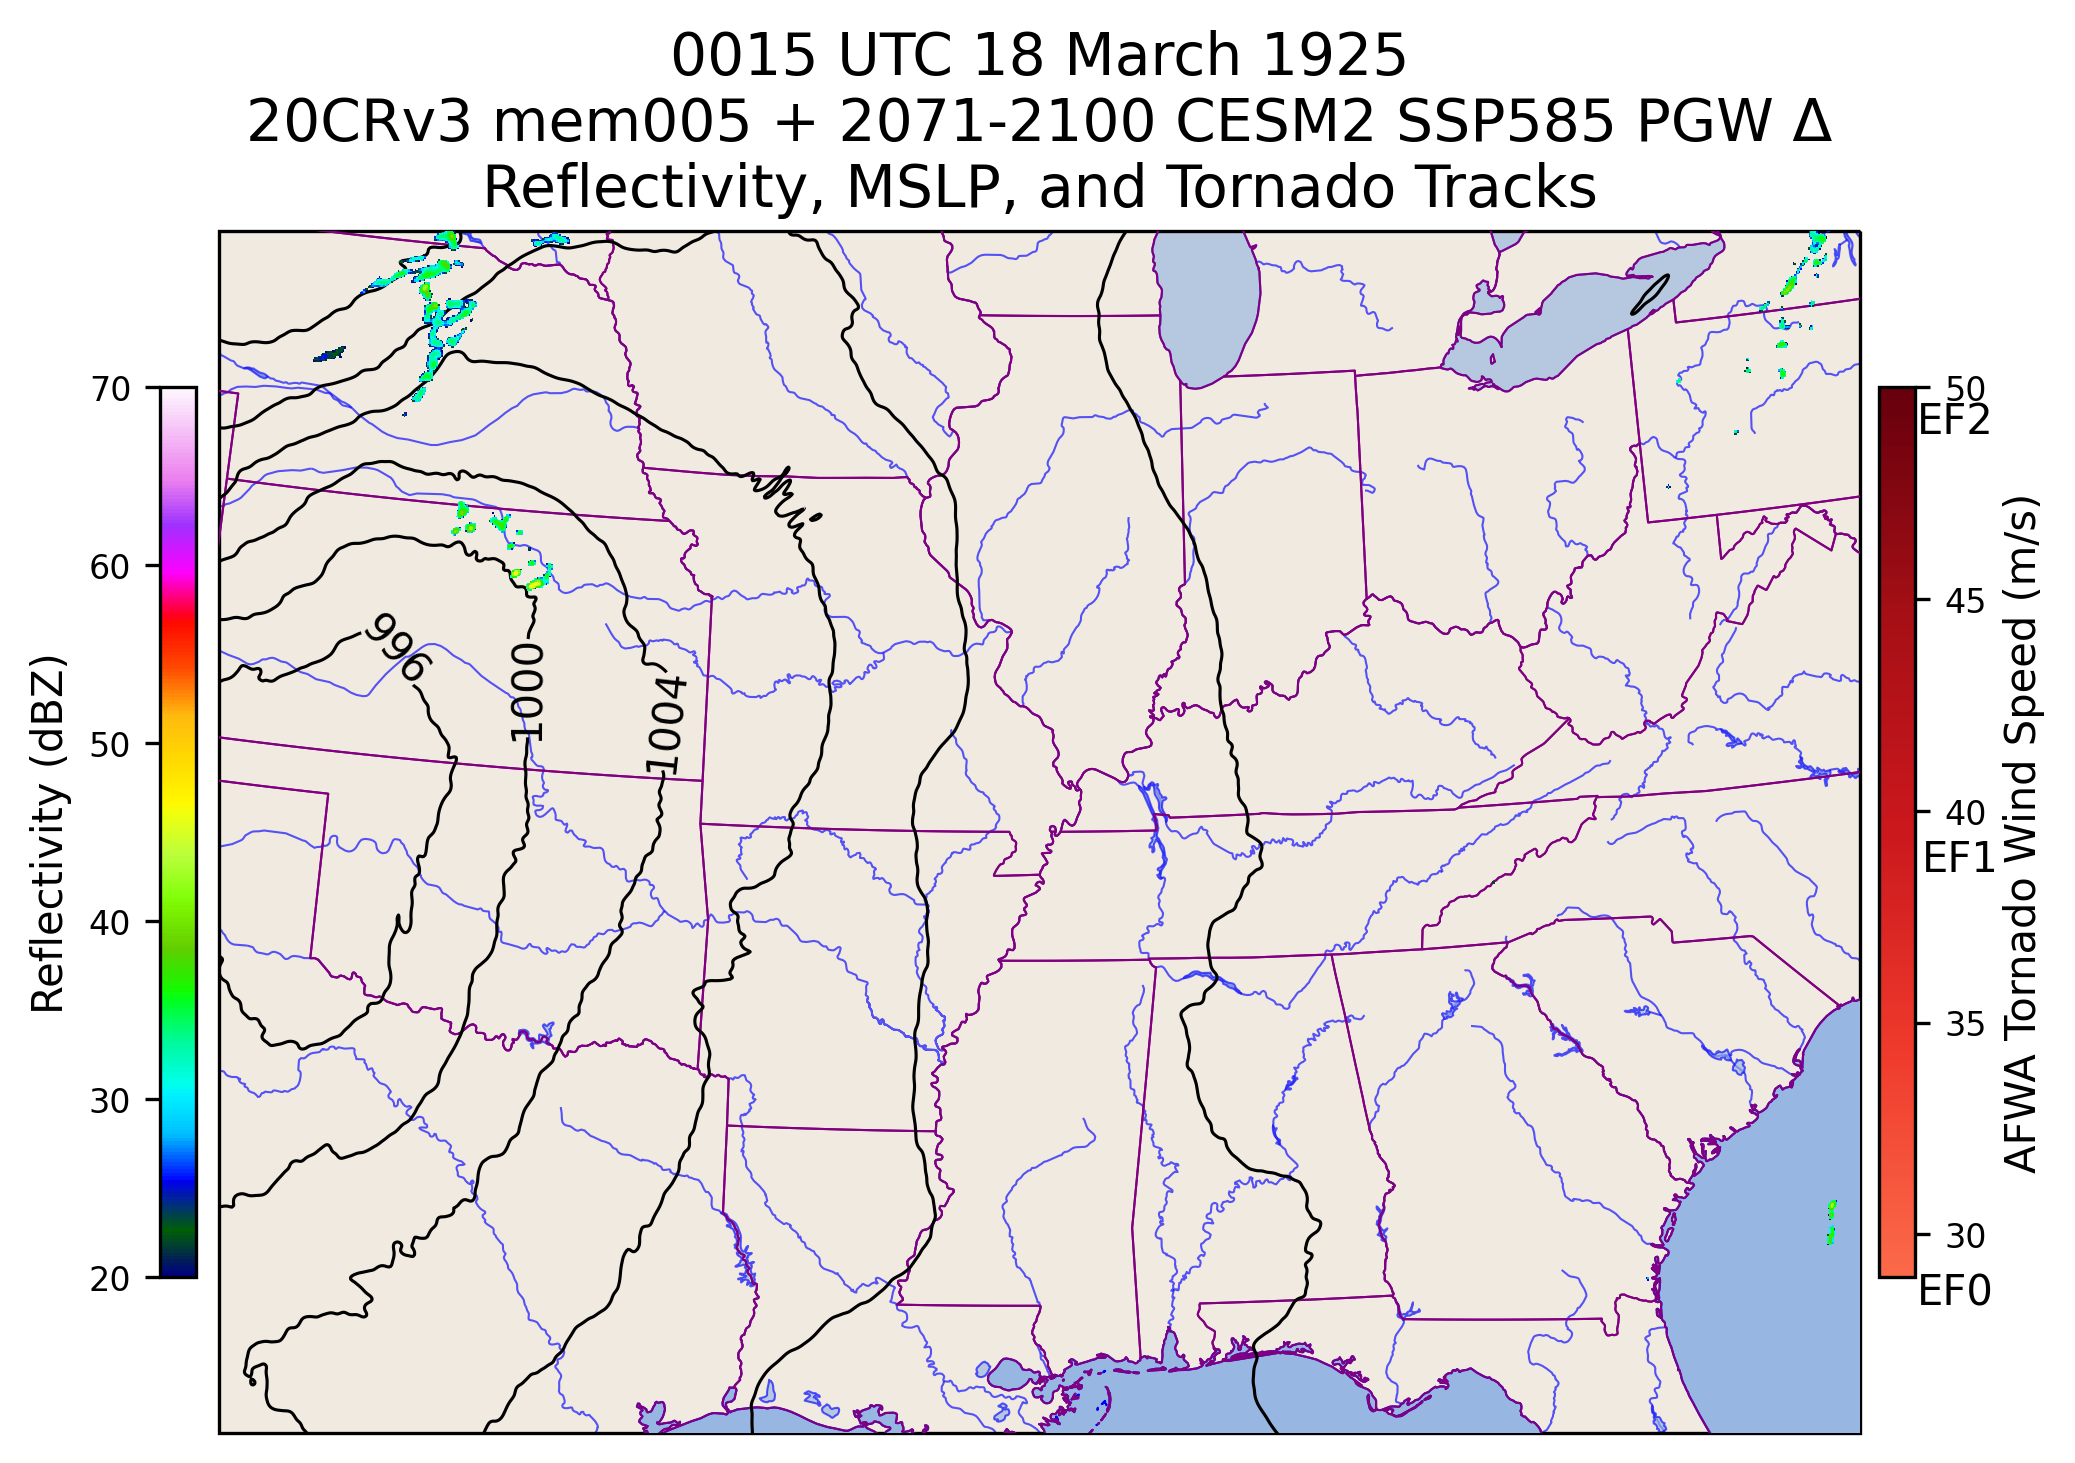 0015 UTC 18 March 1925
20CRv3 mem005 + 2071-2100 CESM2 SSP585 PGW Δ
Reflectivity, MSLP, and Tornado Tracks
70
60
50
40
30
20
Reflectivity (dBZ)
996
1000
1004
50
EF2
45
40
EF1
35
30
EF0
AFWA Tornado Wind Speed (m/s)